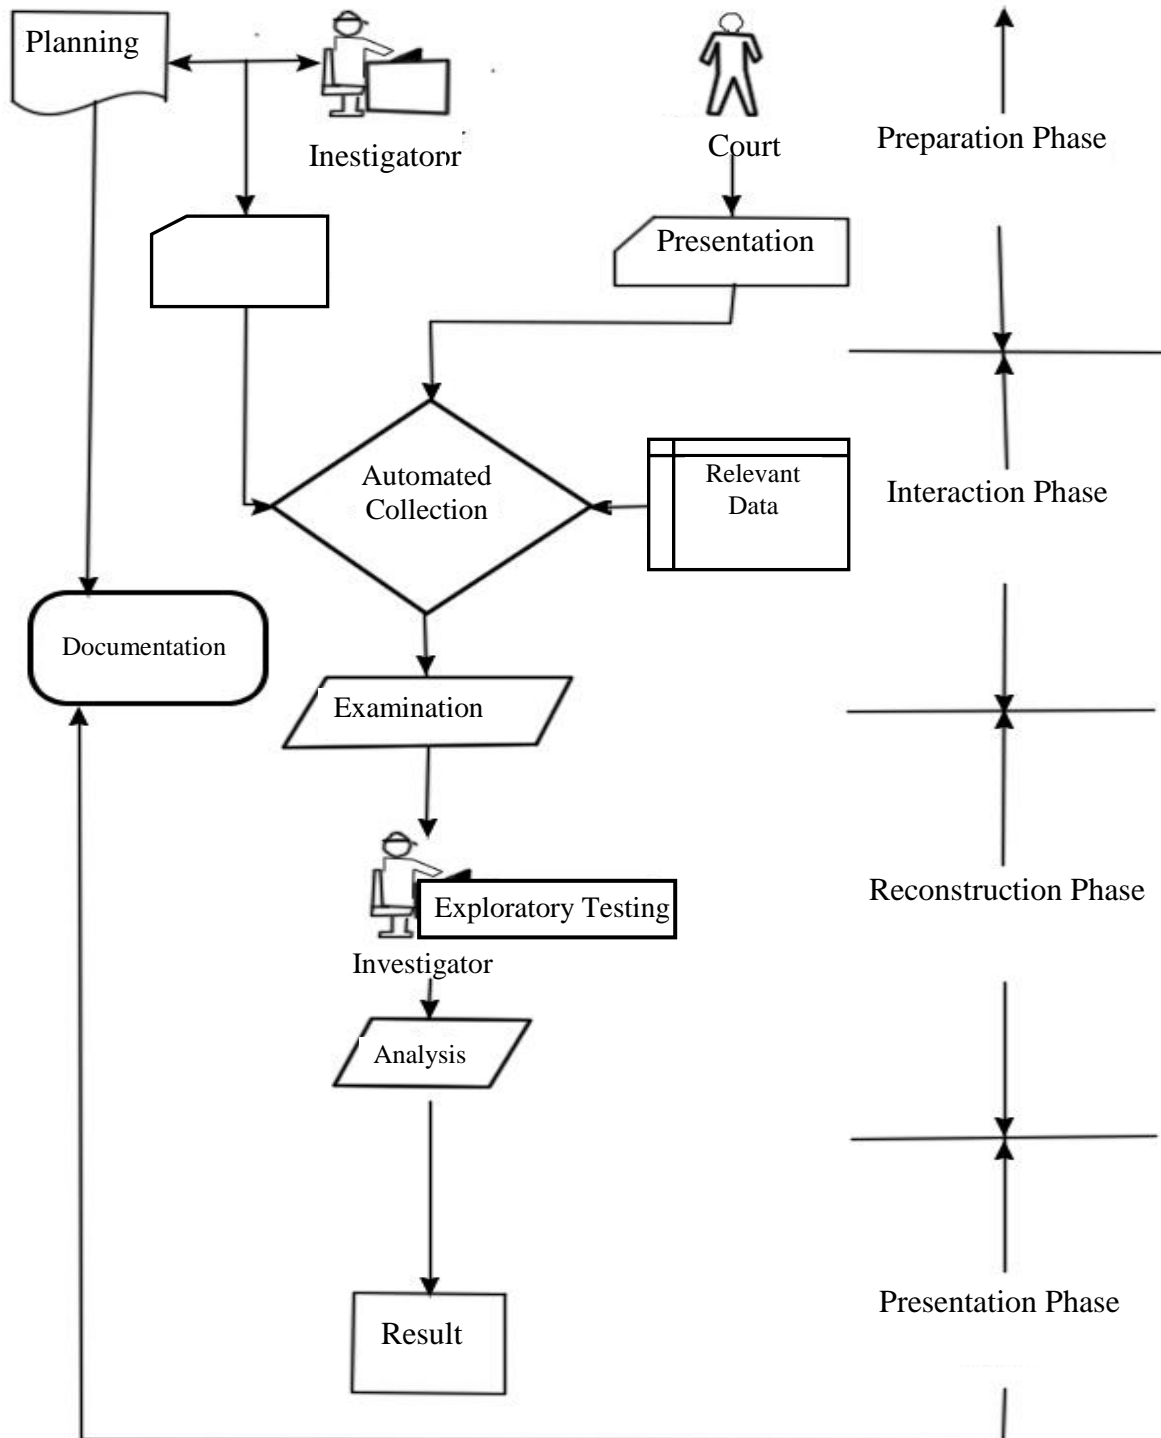 Planning
Inestigatorr
Court
Preparation Phase
Presentation
Automated
Collection
Relevant
Data
Interaction Phase
Documentation
Examination
Exploratory Testing
Investigator
Reconstruction Phase
Analysis
Result
Presentation Phase